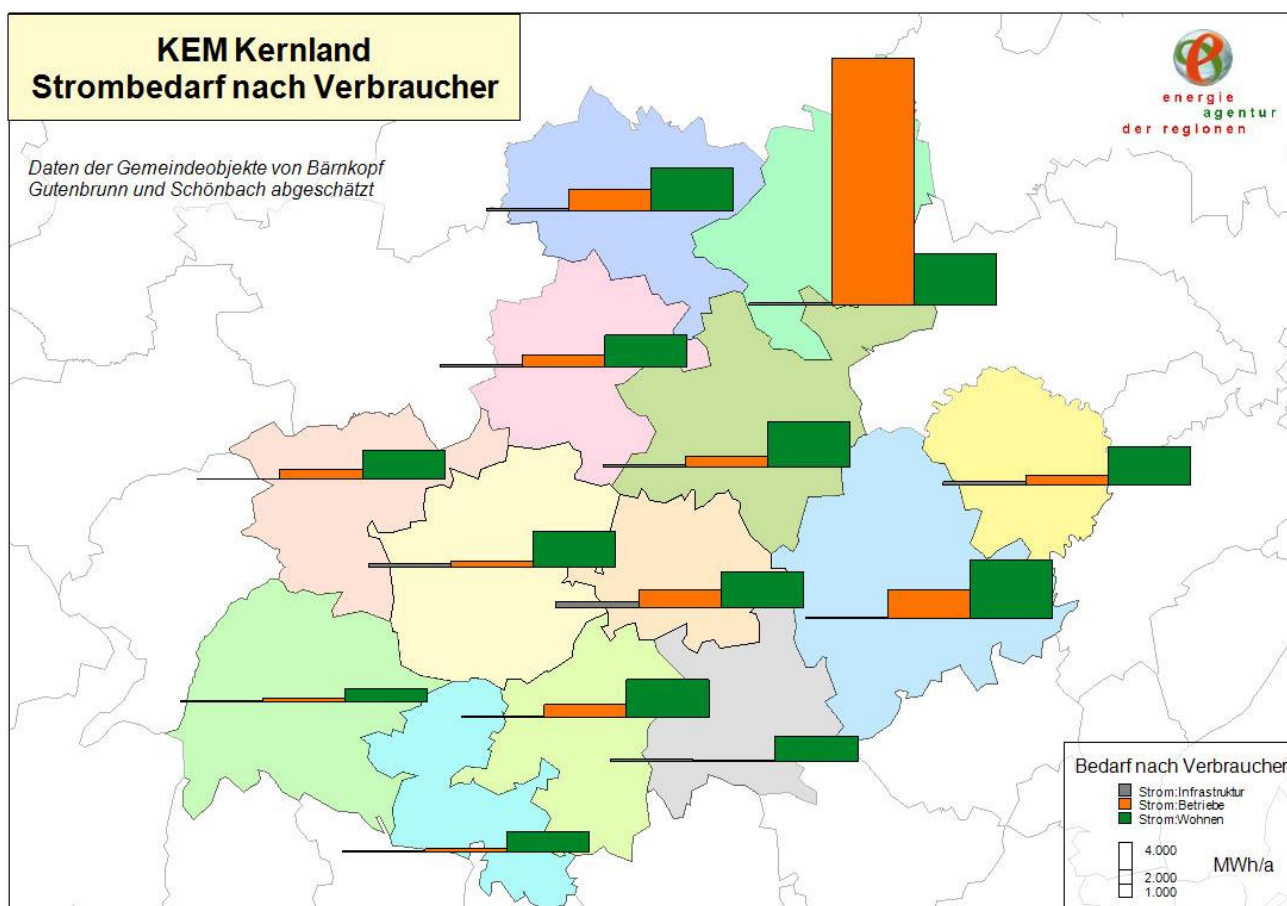 KEM Kernland
Strombedarf nach Verbraucher
energie
agentur
der regionen
Daten der Gemeindeobjekte von Bärnkopf
Gutenbrunn und Schönbach abgeschätzt
Bedarf nach Verbraucher
Strom:Infrastruktur
Strom:Betriebe
Strom:Wohnen
4.000
2.000
1.000
MWh/a